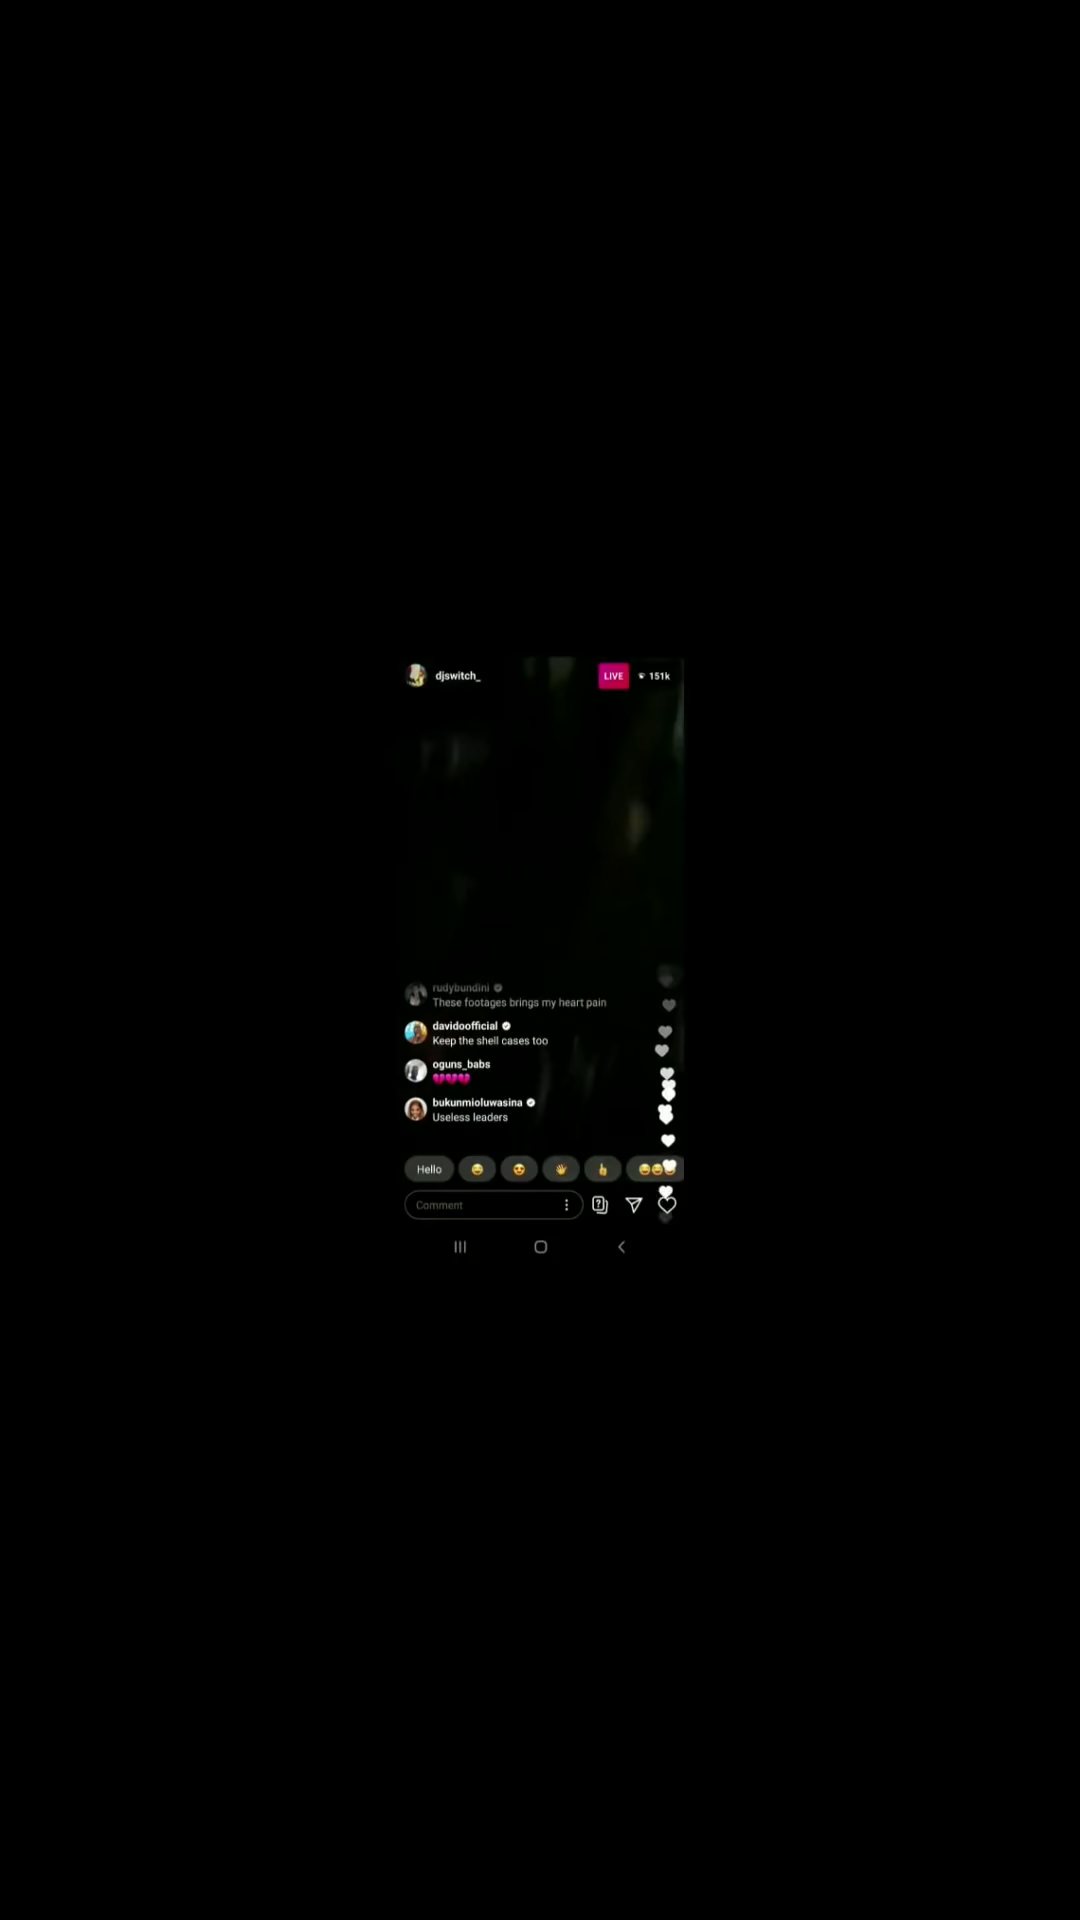 djswitch_
LIVE
151k
rudybundini
These footages brings my heart pain
davidoofficial
Keep the shell cases too
oguns_babs
💔💔💔
bukunmioluwasina
Useless leaders
Hello
Comment